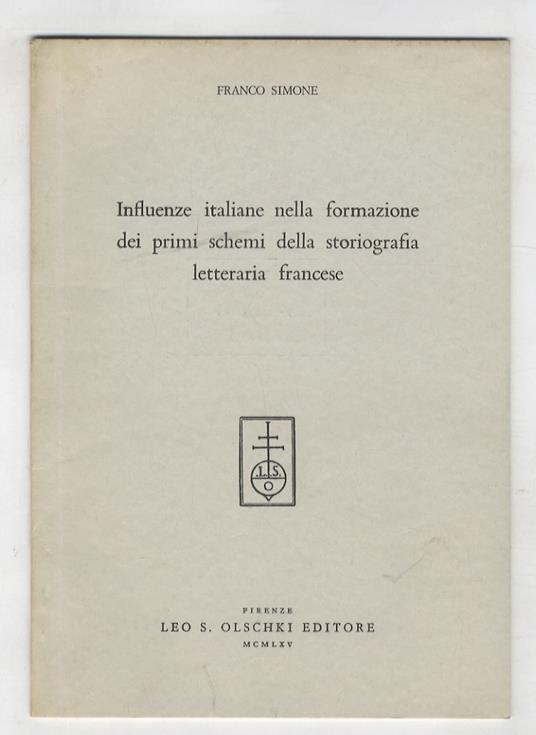 FRANCO SIMONE
Influenze italiane nella formazione
dei primi schemi della storiografia
letteraria francese
.L.S.
O
FIRENZE
LEO S. OLSCHKI EDITORE
MCMLXV